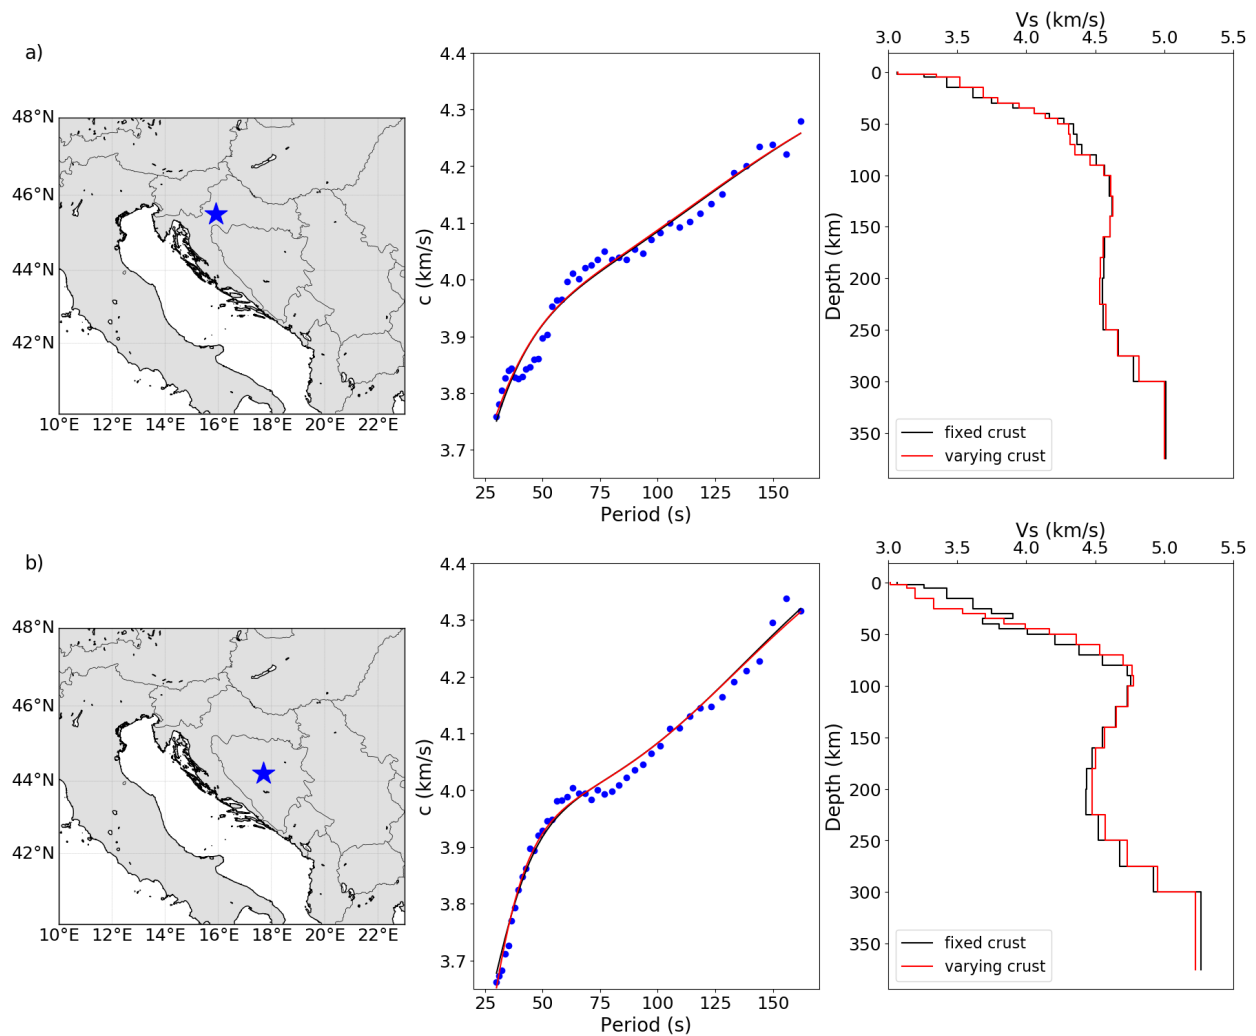 a)
48°N
46°N
44°N
42°N
10°E 12°E 14°E 16°E 18°E 20°E 22°E
c (km/s)
4.4
4.3
4.2
4.1
4.0
3.9
3.8
3.7
25 50 75 100 125 150
Period (s)
Vs (km/s)
3.0 3.5 4.0 4.5 5.0 5.5
Depth (km)
0
50
100
150
200
250
300
350
fixed crust
varying crust
b)
48°N
46°N
44°N
42°N
10°E 12°E 14°E 16°E 18°E 20°E 22°E
c (km/s)
4.4
4.3
4.2
4.1
4.0
3.9
3.8
3.7
25 50 75 100 125 150
Period (s)
Vs (km/s)
3.0 3.5 4.0 4.5 5.0 5.5
Depth (km)
0
50
100
150
200
250
300
350
fixed crust
varying crust